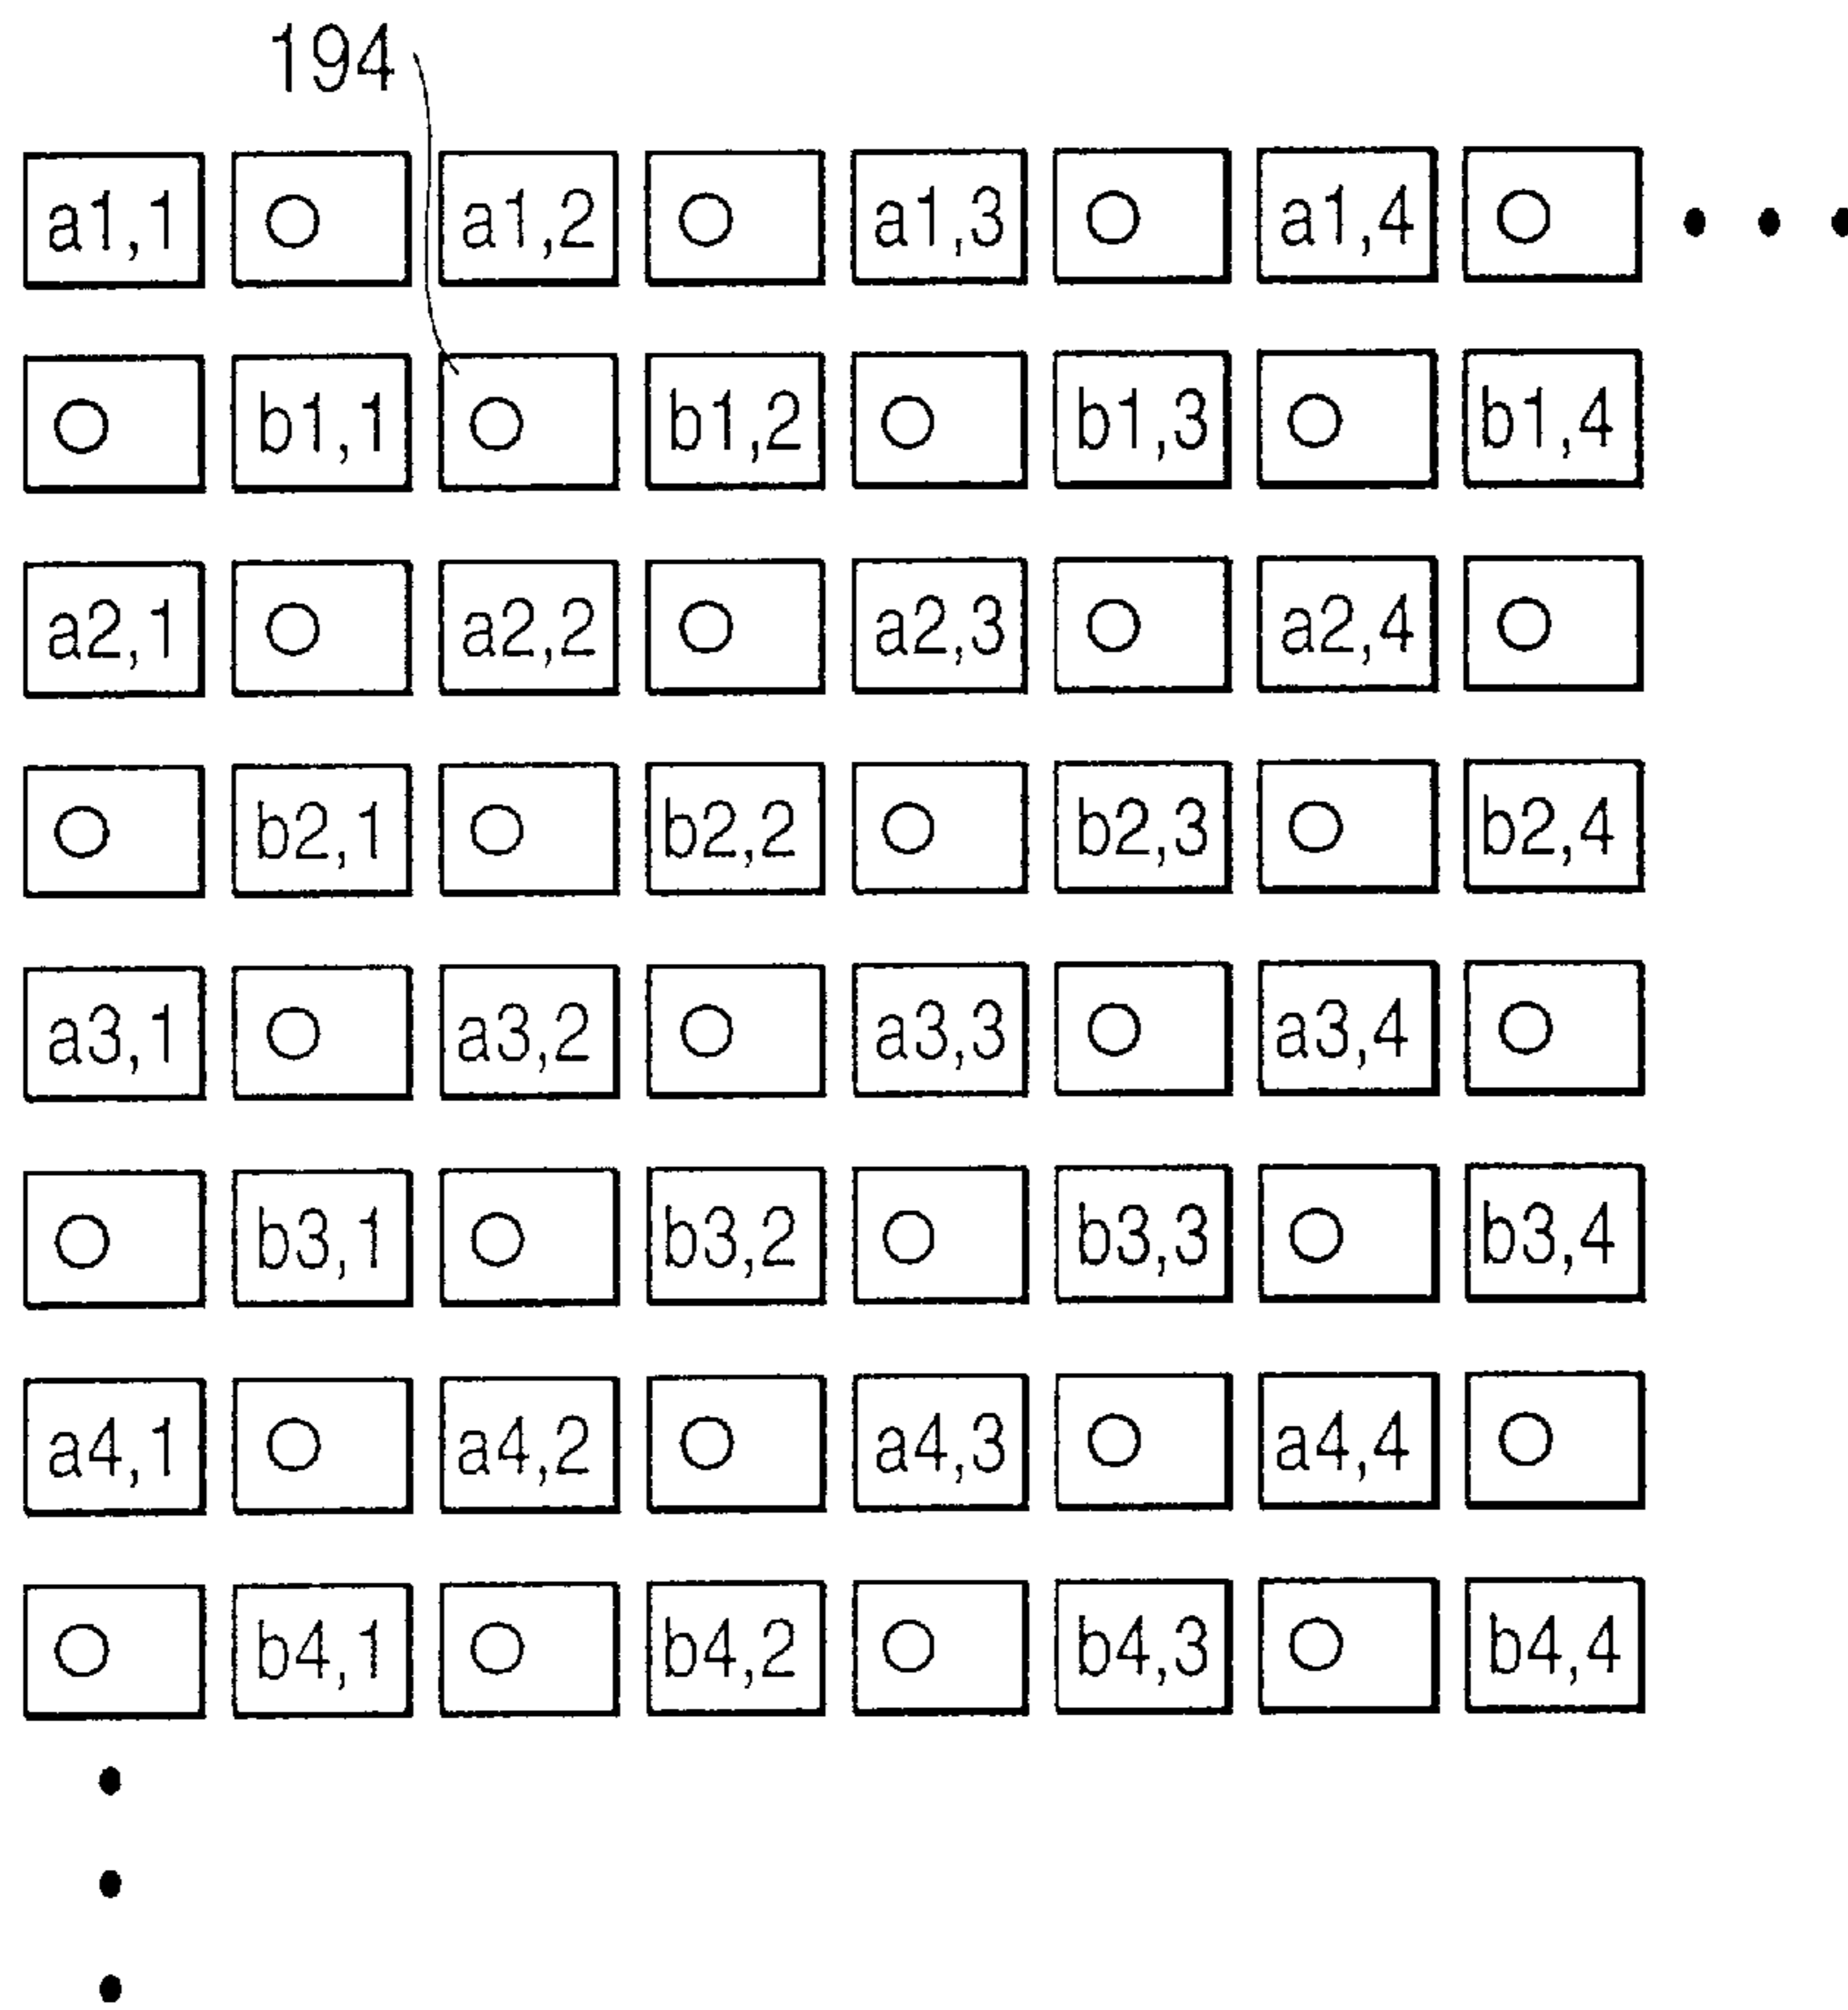 194
a1,1 ○ a1,2 ○ a1,3 ○ a1,4 ○ • • •
○ b1,1 ○ b1,2 ○ b1,3 ○ b1,4
a2,1 ○ a2,2 ○ a2,3 ○ a2,4 ○
○ b2,1 ○ b2,2 ○ b2,3 ○ b2,4
a3,1 ○ a3,2 ○ a3,3 ○ a3,4 ○
○ b3,1 ○ b3,2 ○ b3,3 ○ b3,4
a4,1 ○ a4,2 ○ a4,3 ○ a4,4 ○
○ b4,1 ○ b4,2 ○ b4,3 ○ b4,4